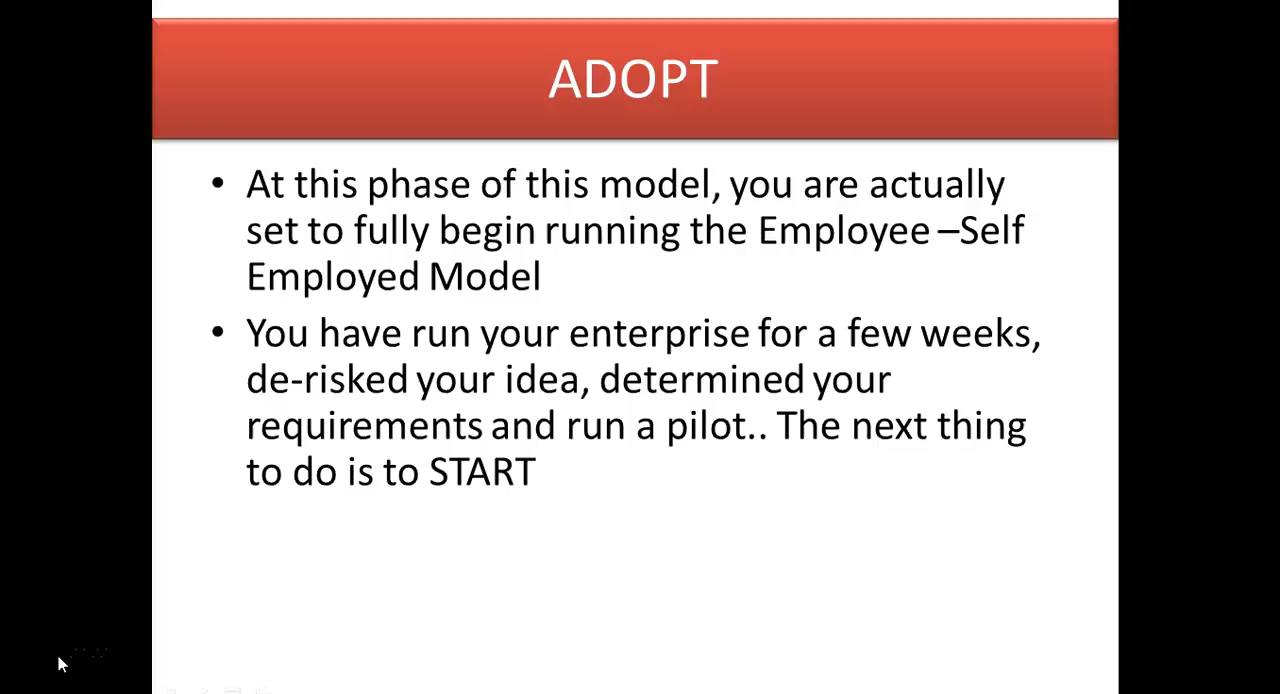 ADOPT
• At this phase of this model, you are actually
set to fully begin running the Employee –Self
Employed Model
• You have run your enterprise for a few weeks,
de-risked your idea, determined your
requirements and run a pilot.. The next thing
to do is to START